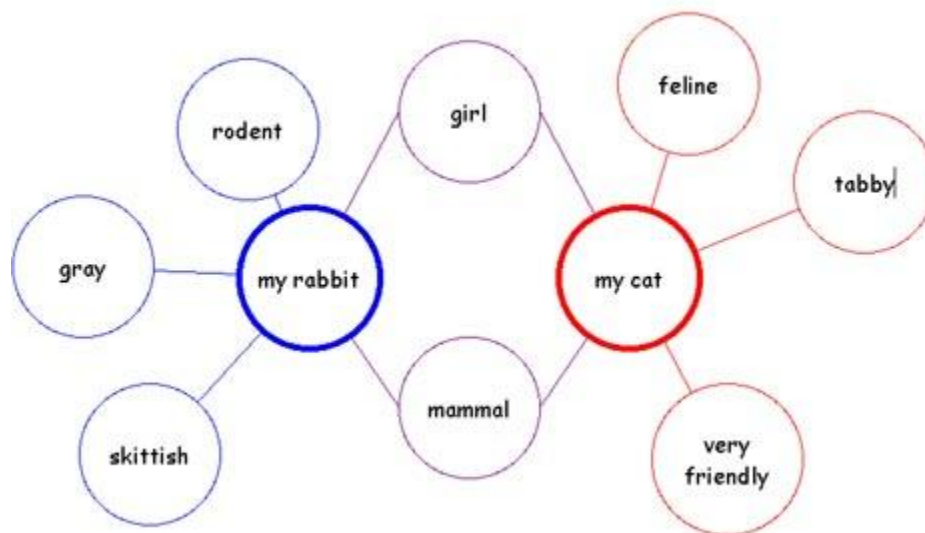 girl
feline
rodent
tabby
gray
my rabbit
my cat
mammal
skittish
very
friendly